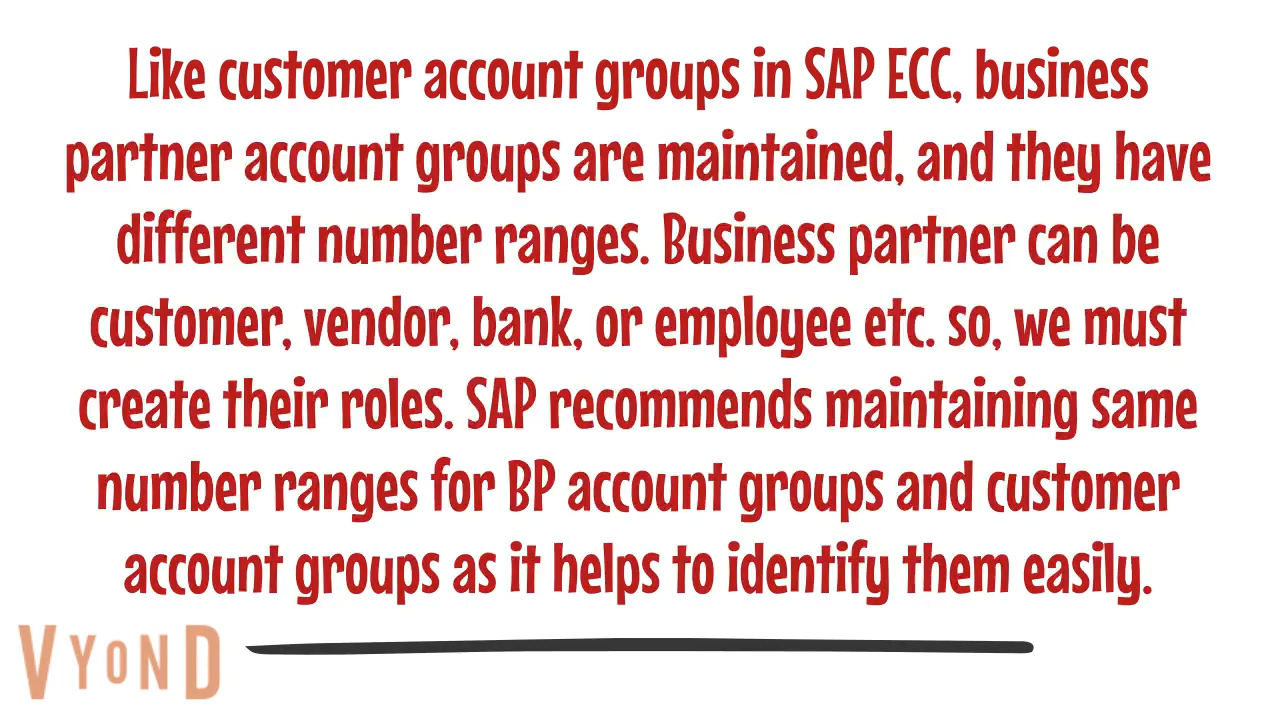 Like customer account groups in SAP ECC, business
partner account groups are maintained, and they have
different number ranges. Business partner can be
customer, vendor, bank, or employee etc. so, we must
create their roles. SAP recommends maintaining same
number ranges for BP account groups and customer
account groups as it helps to identify them easily.
VYOND